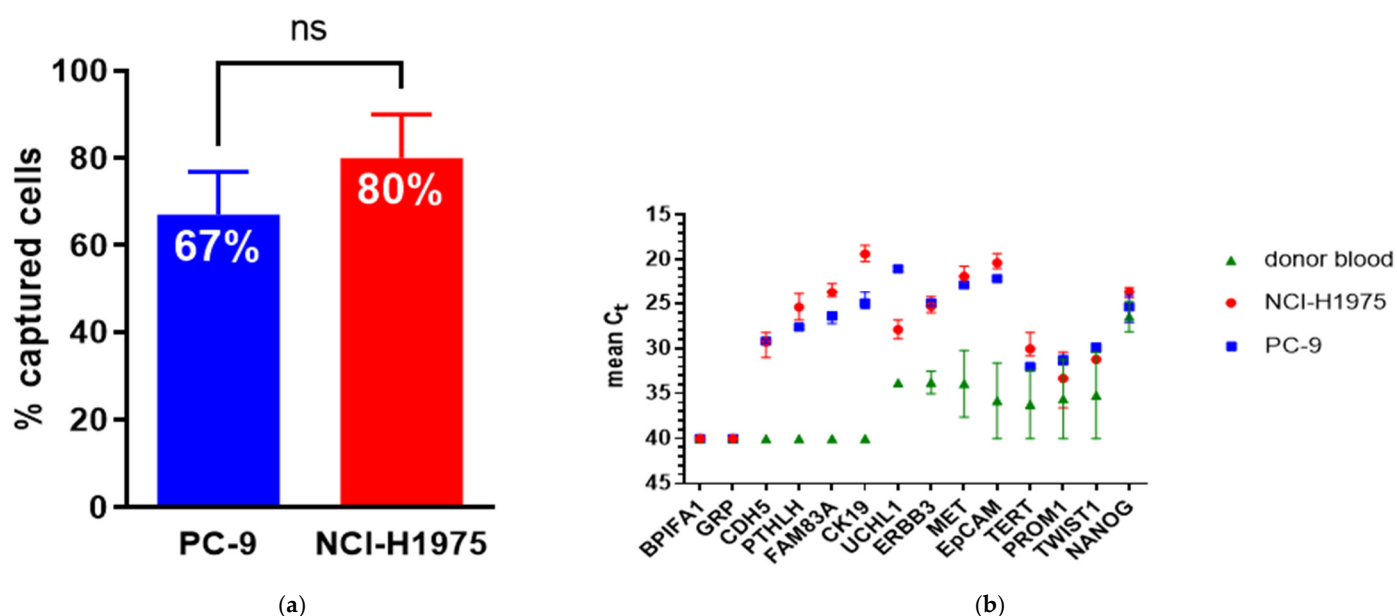 ns
100
80
60
40
20
0
% captured cells
67%
80%
PC-9
NCI-H1975
(a)
15
20
25
30
35
40
45
mean Ct
BPIFA1
GRP
CDH5
PTHLH
FAM83A
CK19
UCHL1
ERBB3
MET
EpCAM
TERT
PROM1
TWIST1
NANOG
donor blood
NCI-H1975
PC-9
(b)